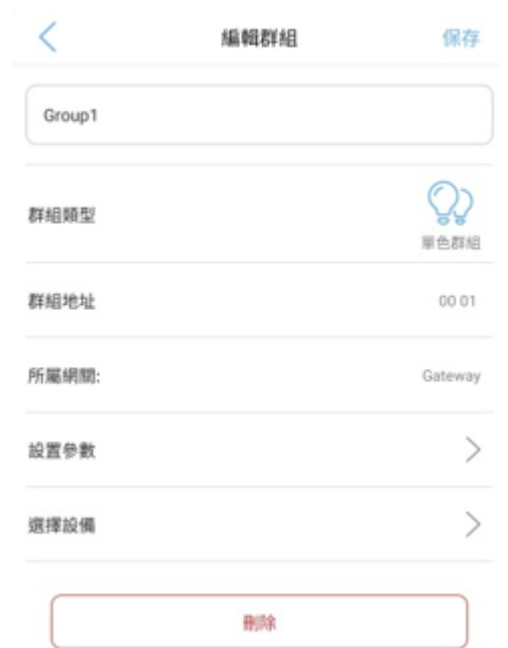 編輯群組
保存
Group1
群組類型
單色群組
群組地址
00 01
所屬網關:
Gateway
設置參數
選擇設備
刪除